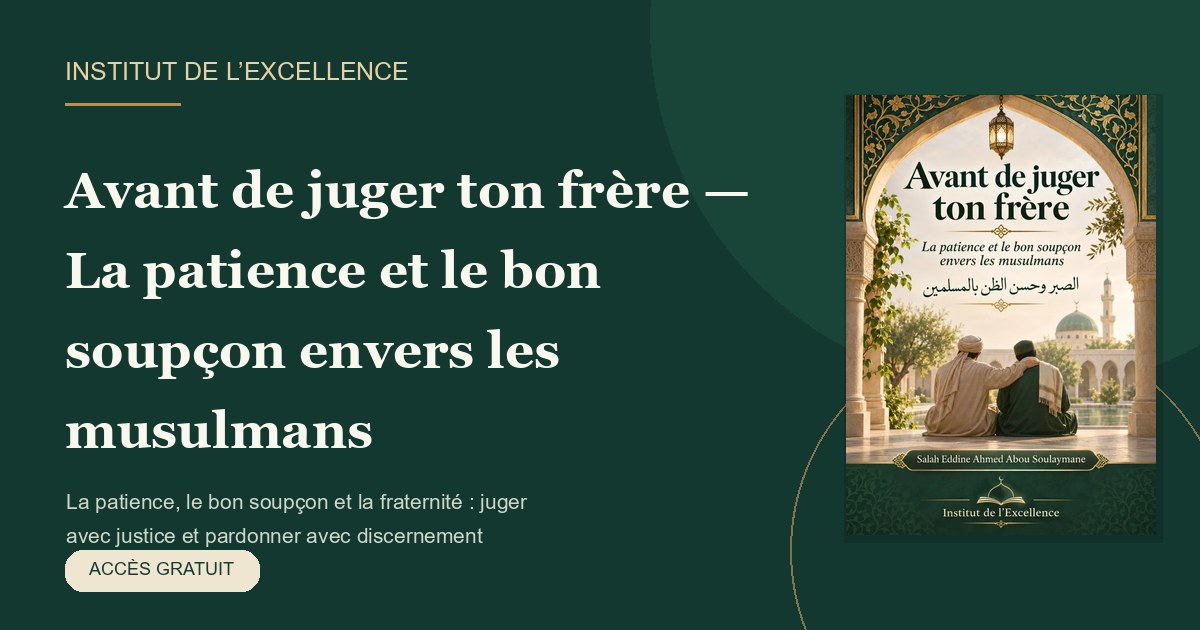 INSTITUT DE L’EXCELLENCE
Avant de juger ton frère —
La patience et le bon
soupçon envers les
musulmans
La patience, le bon soupçon et la fraternité : juger
avec justice et pardonner avec discernement
ACCÈS GRATUIT
Avant de juger
ton frère
La patience et le bon soupçon
envers les musulmans
الصبر وحسن الظن بالمسلمين
Salah Eddine Ahmed Abou Soulaymane
Institut de l’Excellence